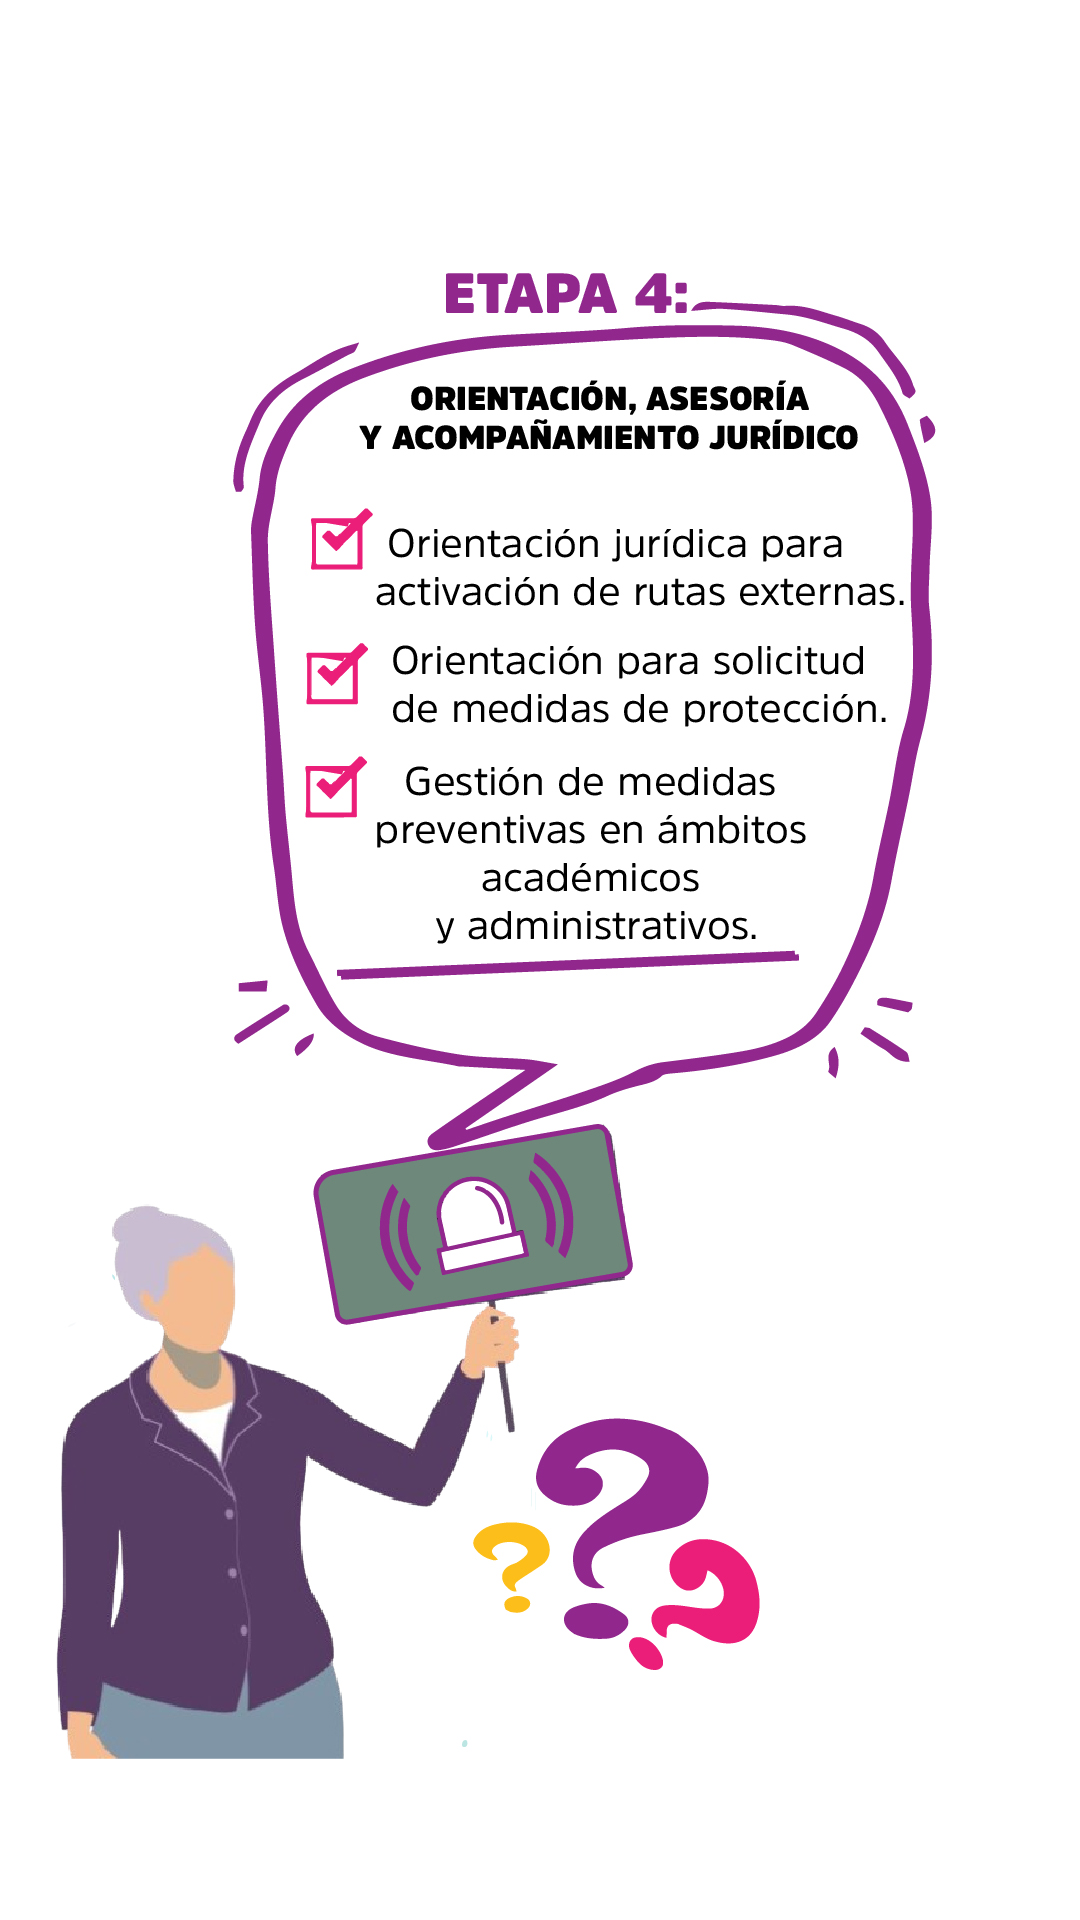 ETAPA 4:
ORIENTACIÓN, ASESORÍA
Y ACOMPAÑAMIENTO JURÍDICO
Orientación jurídica para
activación de rutas externas.
Orientación para solicitud
de medidas de protección.
Gestión de medidas
preventivas en ámbitos
académicos
y administrativos.
? ? ?